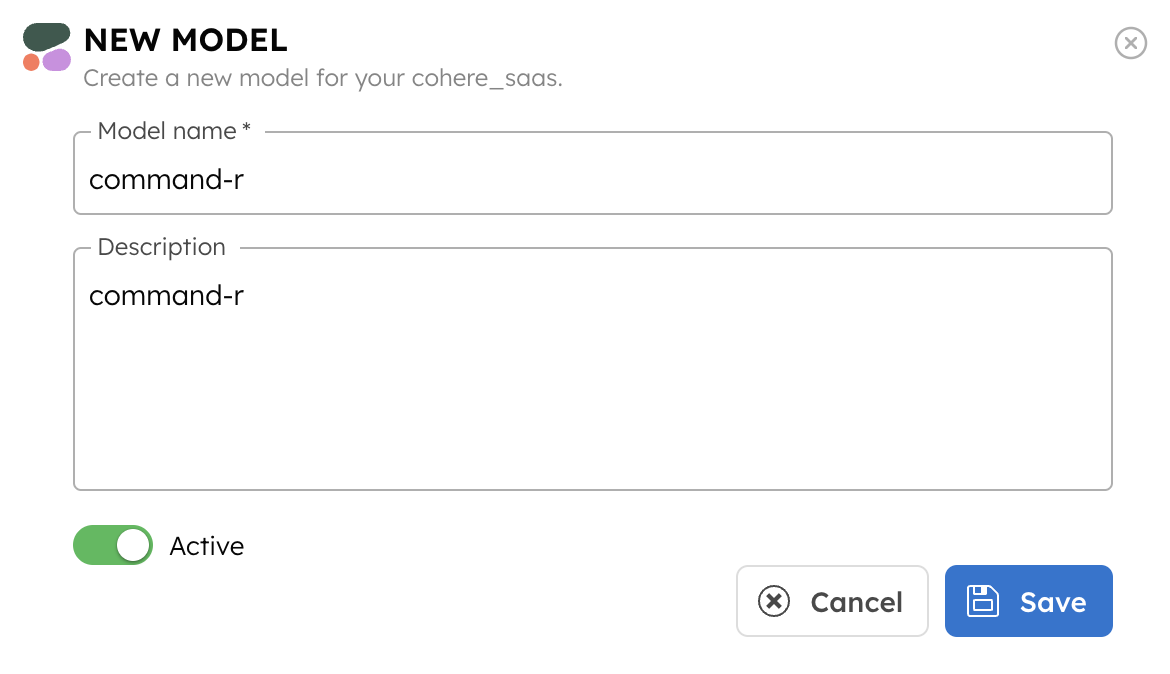 NEW MODEL
Create a new model for your cohere_saas.
Model name *
command-r
Description
command-r
Active
Cancel
Save